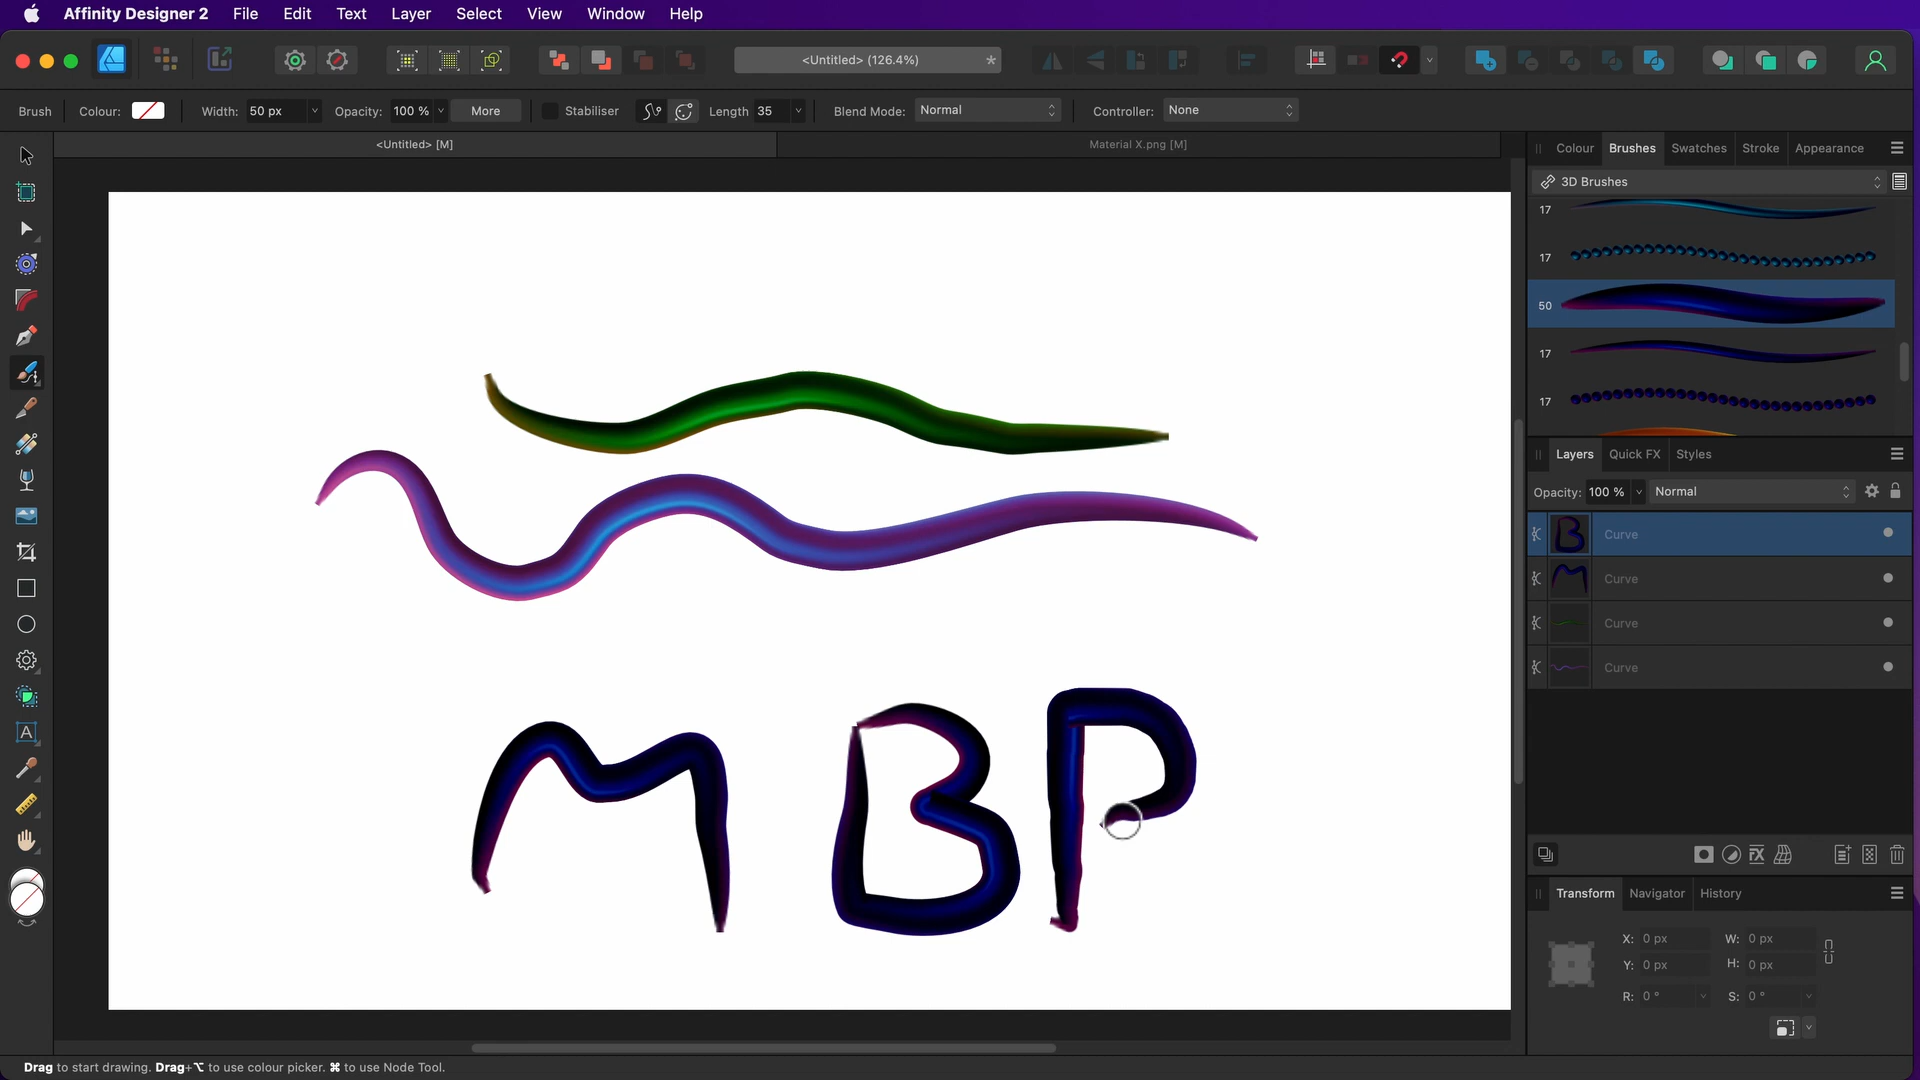 Affinity Designer 2 File Edit Text Layer Select View Window Help
<Untitled> (126.4%) *
Brush Colour: Width: 50 px Opacity: 100 % More Stabiliser Length 35 Blend Mode: Normal Controller: None
<Untitled> [M] Material X.png [M]
Colour Brushes Swatches Stroke Appearance
3D Brushes
17
17
50
17
17
Layers Quick FX Styles
Opacity: 100 % Normal
Curve
Curve
Curve
Curve
M B P
Transform Navigator History
X: 0 px W: 0 px
Y: 0 px H: 0 px
R: 0 ° S: 0 °
Drag to start drawing. Drag+⌥ to use colour picker. ⌘ to use Node Tool.